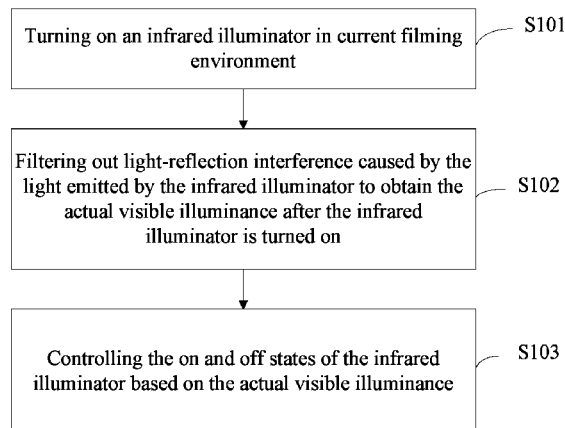 Turning on an infrared illuminator in current filming
environment
S101
Filtering out light-reflection interference caused by the
light emitted by the infrared illuminator to obtain the
actual visible illuminance after the infrared
illuminator is turned on
S102
Controlling the on and off states of the infrared
illuminator based on the actual visible illuminance
S103